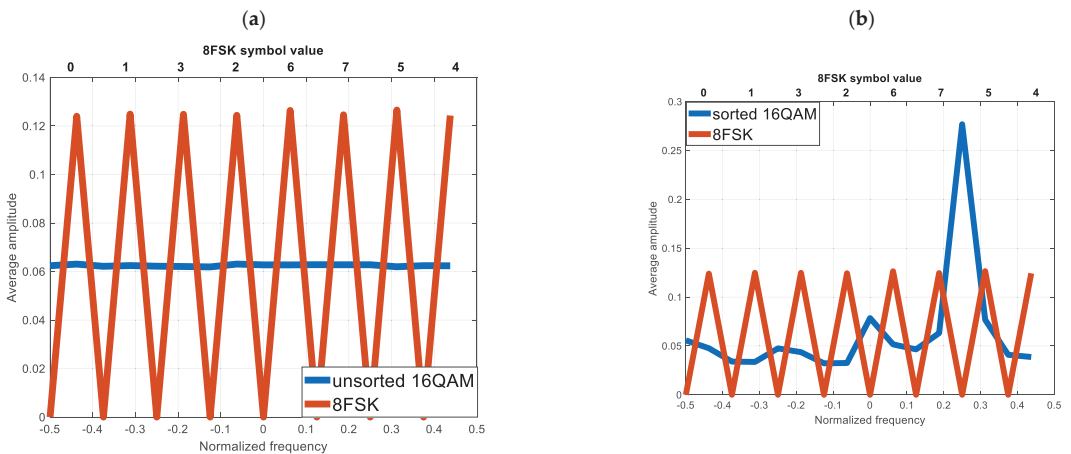 (a)
8FSK symbol value
0 1 3 2 6 7 5 4
0.14
0.12
0.1
0.08
0.06
0.04
0.02
0
Average amplitude
unsorted 16QAM
8FSK
-0.5 -0.4 -0.3 -0.2 -0.1 0 0.1 0.2 0.3 0.4 0.5
Normalized frequency
(b)
8FSK symbol value
0 1 3 2 6 7 5 4
0.3
0.25
0.2
0.15
0.1
0.05
0
Average amplitude
sorted 16QAM
8FSK
-0.5 -0.4 -0.3 -0.2 -0.1 0 0.1 0.2 0.3 0.4 0.5
Normalized frequency